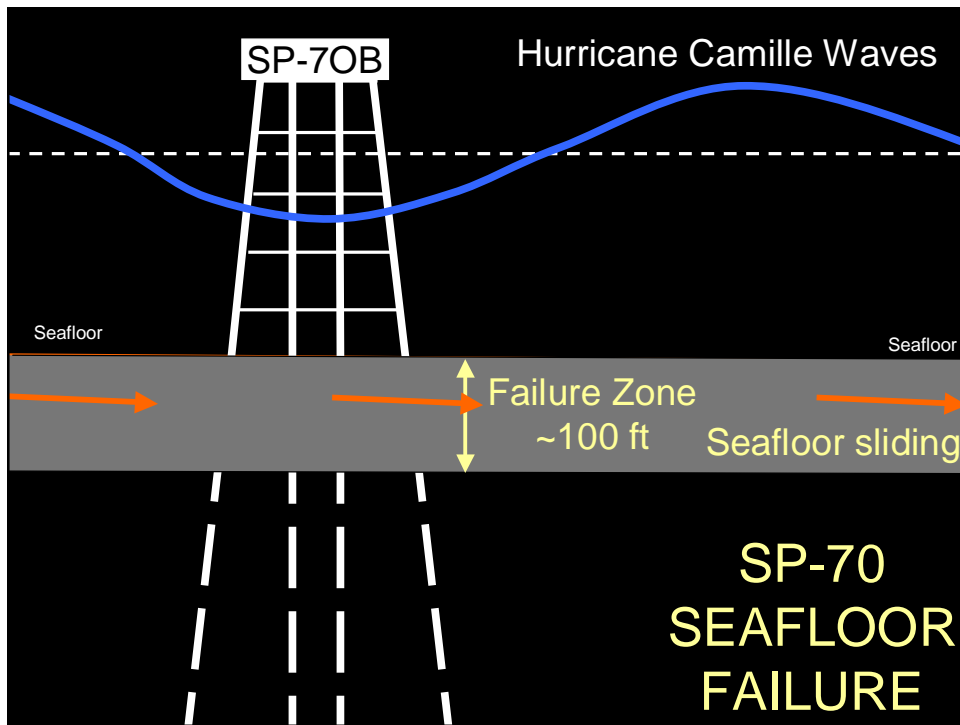 SP-7OB
Hurricane Camille Waves
Seafloor
Seafloor
Failure Zone
~100 ft
Seafloor sliding
SP-70
SEAFLOOR
FAILURE